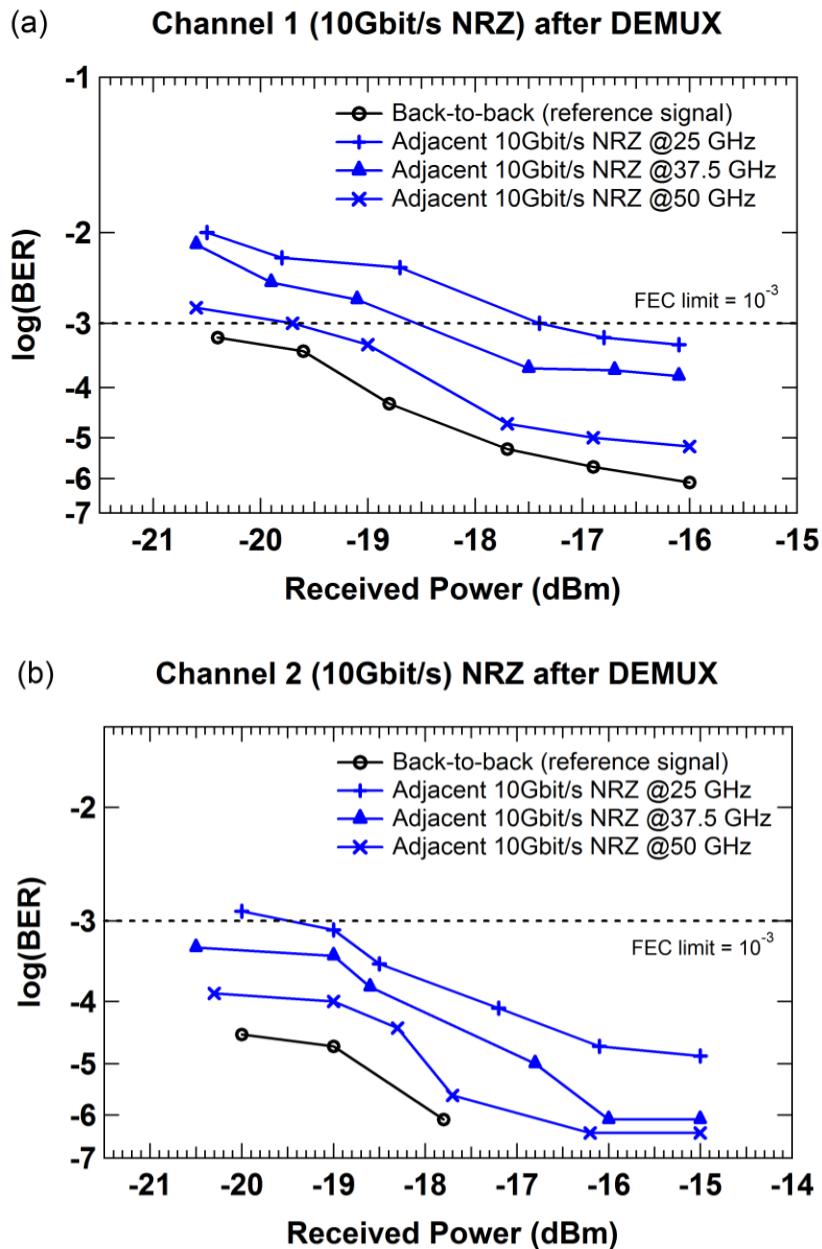 (a) Channel 1 (10Gbit/s NRZ) after DEMUX
-1
Back-to-back (reference signal)
Adjacent 10Gbit/s NRZ @25 GHz
Adjacent 10Gbit/s NRZ @37.5 GHz
Adjacent 10Gbit/s NRZ @50 GHz
-2
log(BER)
FEC limit = 10⁻³
-3
-4
-5
-6
-7
-21 -20 -19 -18 -17 -16 -15
Received Power (dBm)
(b) Channel 2 (10Gbit/s) NRZ after DEMUX
Back-to-back (reference signal)
Adjacent 10Gbit/s NRZ @25 GHz
Adjacent 10Gbit/s NRZ @37.5 GHz
Adjacent 10Gbit/s NRZ @50 GHz
-2
log(BER)
-3
FEC limit = 10⁻³
-4
-5
-6
-7
-21 -20 -19 -18 -17 -16 -15 -14
Received Power (dBm)